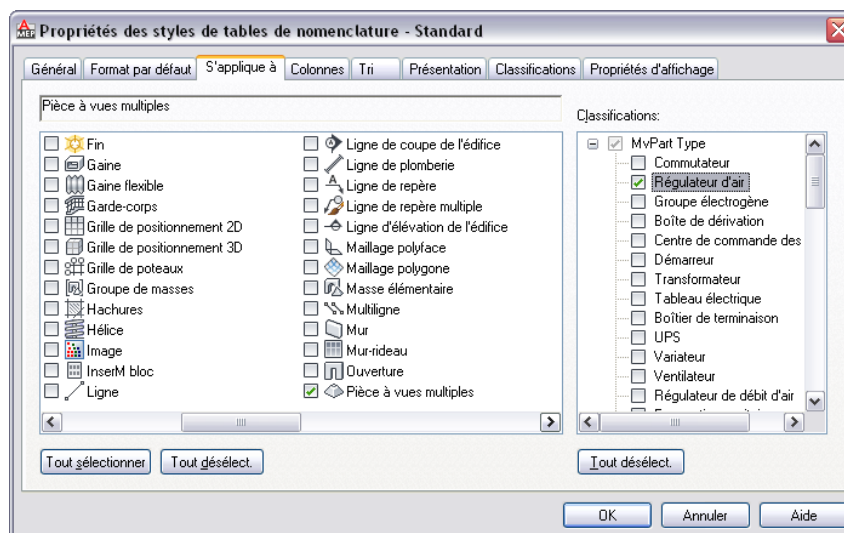 Propriétés des styles de tables de nomenclature - Standard
Général Format par défaut S'applique à Colonnes Tri Présentation Classifications Propriétés d'affichage
Pièce à vues multiples
Fin
Gaine
Gaine flexible
Garde-corps
Grille de positionnement 2D
Grille de positionnement 3D
Grille de poteaux
Groupe de masses
Hachures
Hélice
Image
InserM bloc
Ligne
Ligne de coupe de l'édifice
Ligne de plomberie
Ligne de repère
Ligne de repère multiple
Ligne d'élévation de l'édifice
Maillage polyface
Maillage polygone
Masse élémentaire
Multiligne
Mur
Mur-rideau
Ouverture
Pièce à vues multiples
Tout sélectionner Tout désélect.
Classifications:
MvPart Type
Commutateur
Régulateur d'air
Groupe électrogène
Boîte de dérivation
Centre de commande des
Démarreur
Transformateur
Tableau électrique
Boîtier de terminaison
UPS
Variateur
Ventilateur
Régulateur de débit d'air
Tout désélect.
OK Annuler Aide